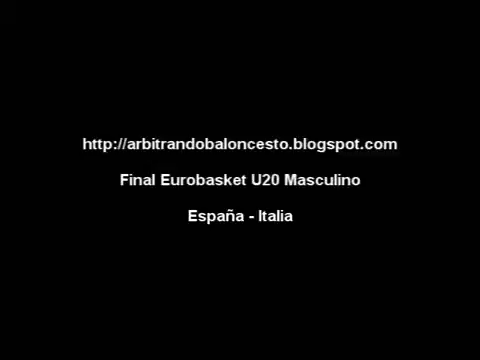 http://arbitrandobaloncesto.blogspot.com
Final Eurobasket U20 Masculino
España - Italia